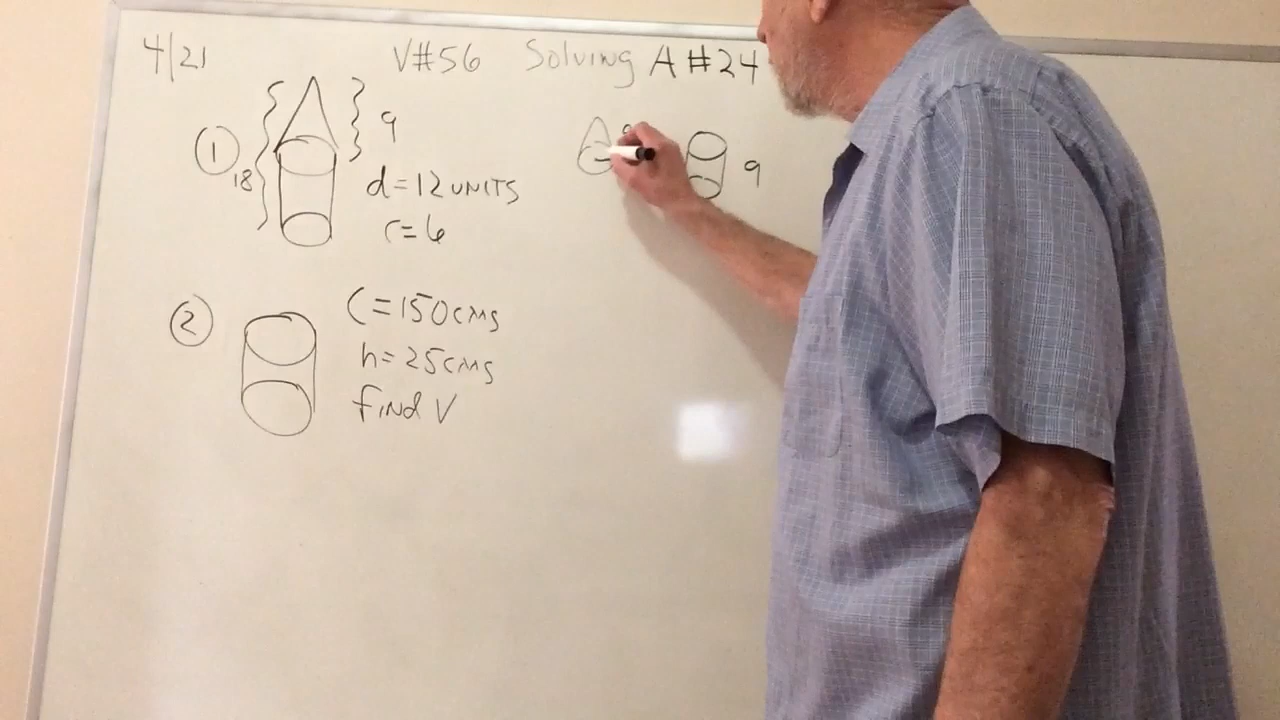 4/21 V#56 Solving A#24
① 18 9
d=12 UNITS
r=6
9
② C=150cms
h=25cms
find V